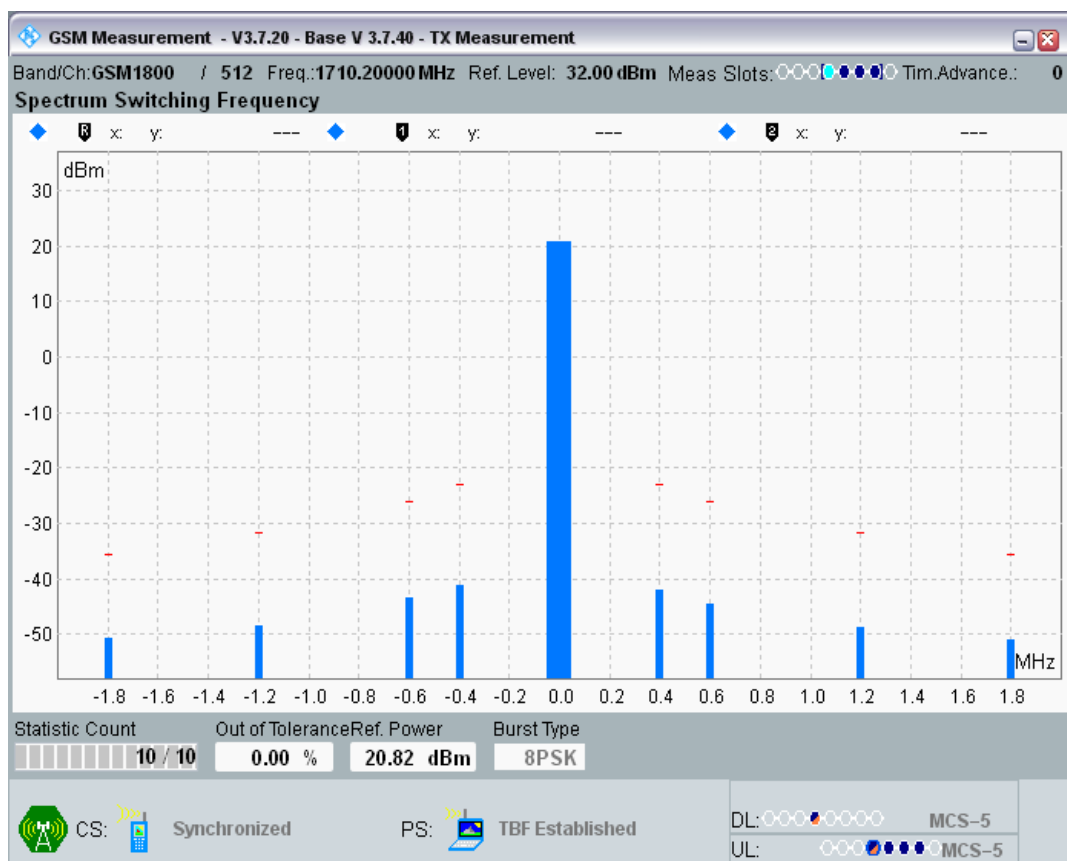 GSM Measurement - V3.7.20 - Base V 3.7.40 - TX Measurement
Band/Ch:GSM1800 / 512 Freq.:1710.20000 MHz Ref. Level: 32.00 dBm Meas Slots: Tim.Advance.: 0
Spectrum Switching Frequency
R x: y: --- 1 x: y: --- 2 x: y: ---
dBm
30
20
10
0
-10
-20
-30
-40
-50
MHz
-1.8 -1.6 -1.4 -1.2 -1.0 -0.8 -0.6 -0.4 -0.2 0.0 0.2 0.4 0.6 0.8 1.0 1.2 1.4 1.6 1.8
Statistic Count Out of Tolerance Ref. Power Burst Type
10 / 10 0.00 % 20.82 dBm 8PSK
CS: Synchronized PS: TBF Established
DL: MCS-5
UL: MCS-5